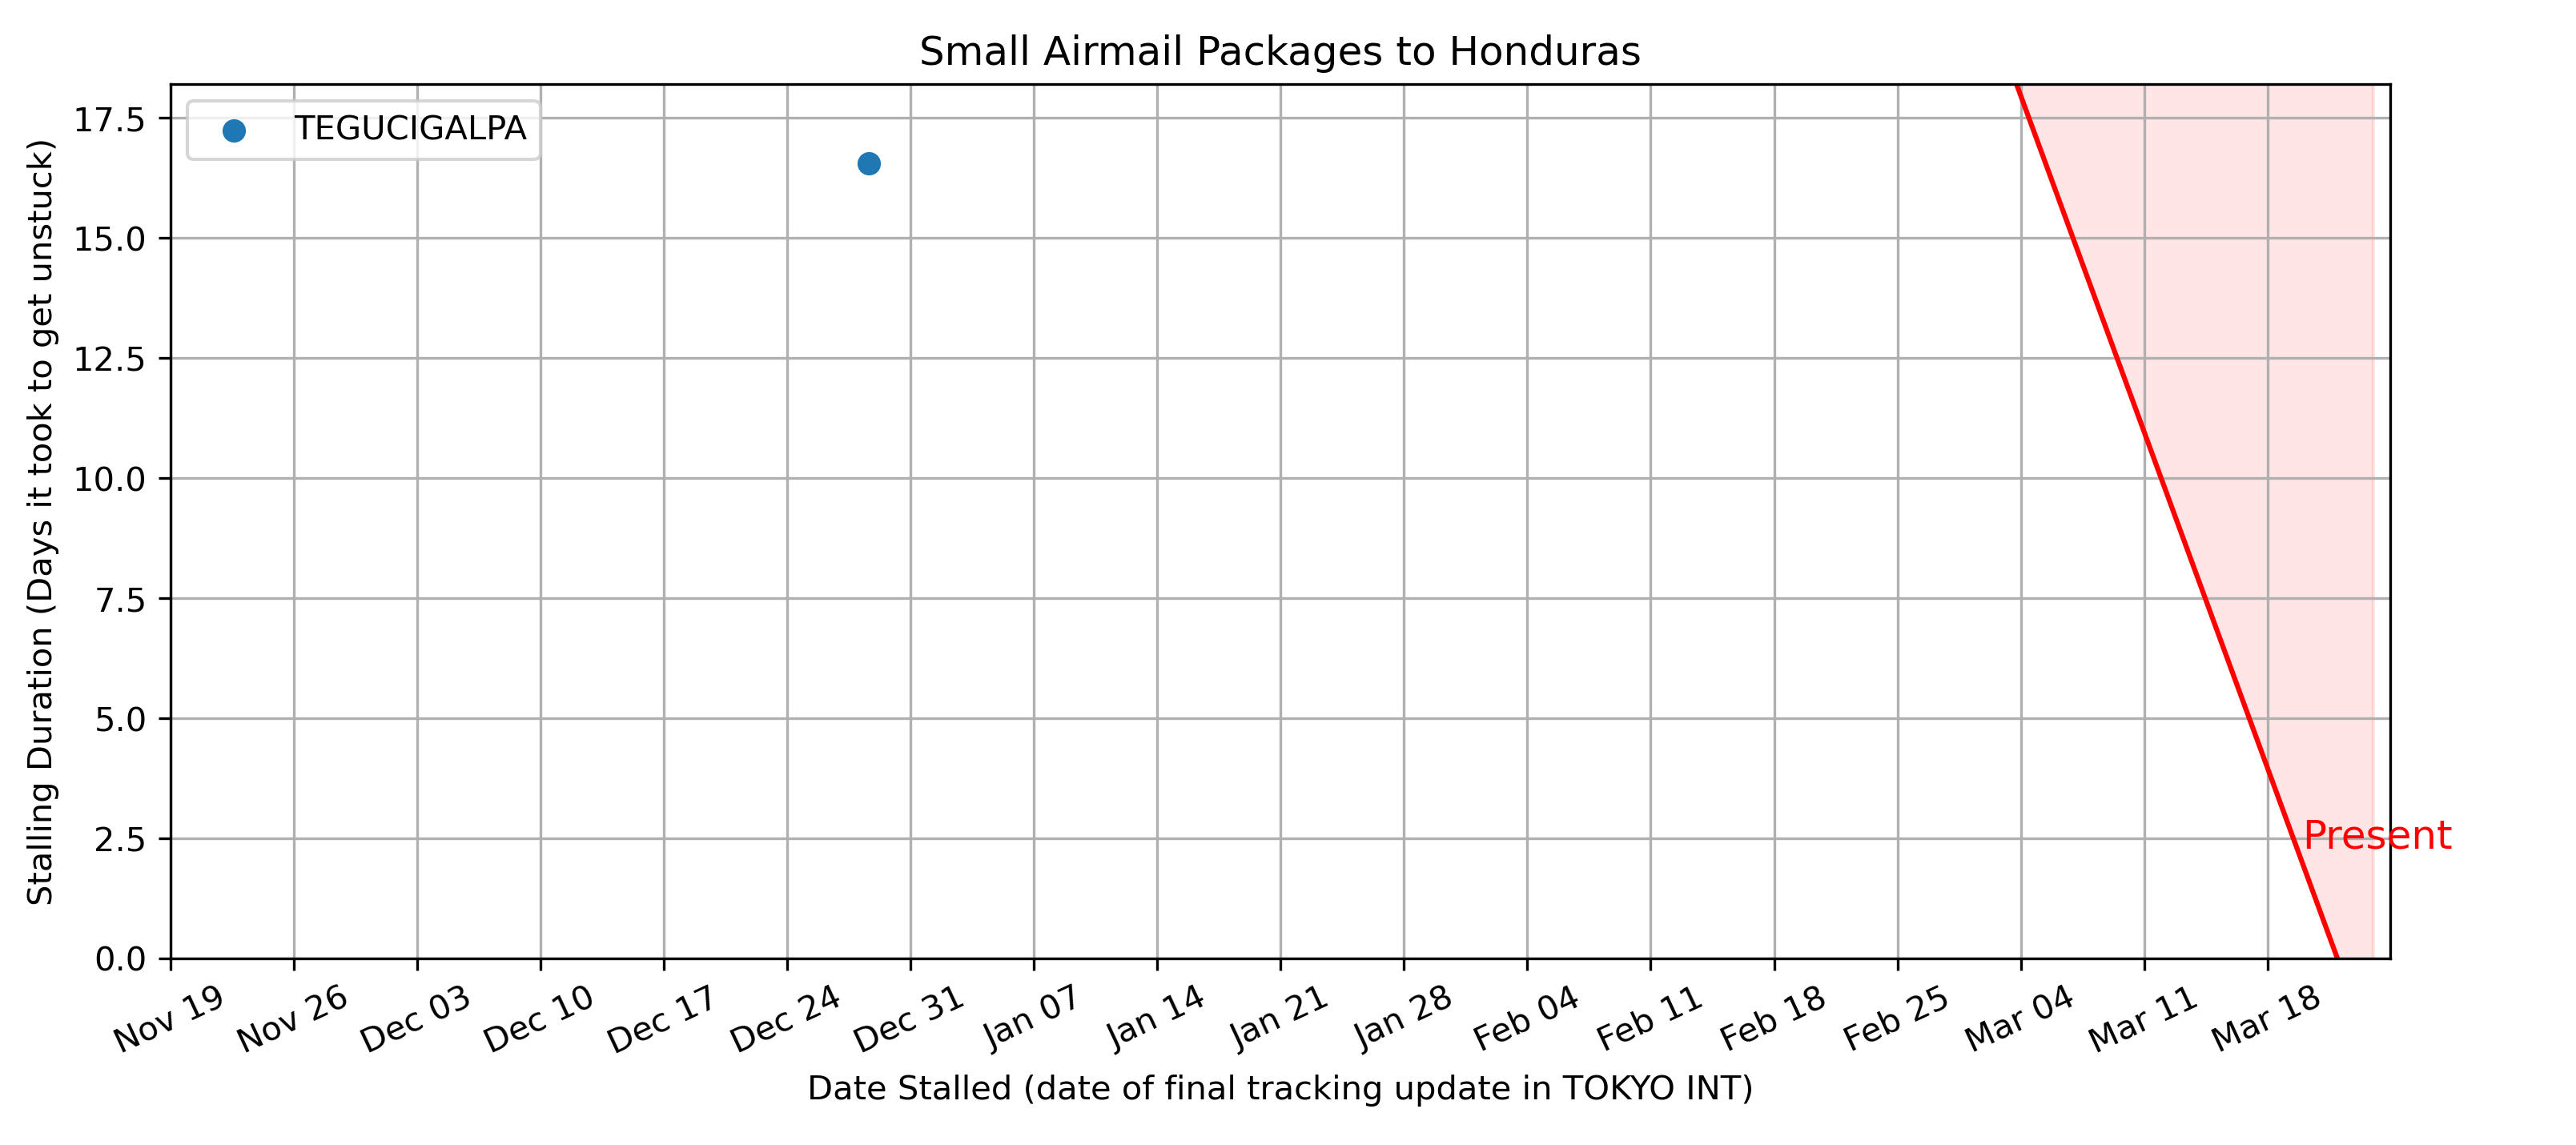 Small Airmail Packages to Honduras
TEGUCIGALPA
Stalling Duration (Days it took to get unstuck)
17.5
15.0
12.5
10.0
7.5
5.0
2.5
0.0
Present
Nov 19
Nov 26
Dec 03
Dec 10
Dec 17
Dec 24
Dec 31
Jan 07
Jan 14
Jan 21
Jan 28
Feb 04
Feb 11
Feb 18
Feb 25
Mar 04
Mar 11
Mar 18
Date Stalled (date of final tracking update in TOKYO INT)